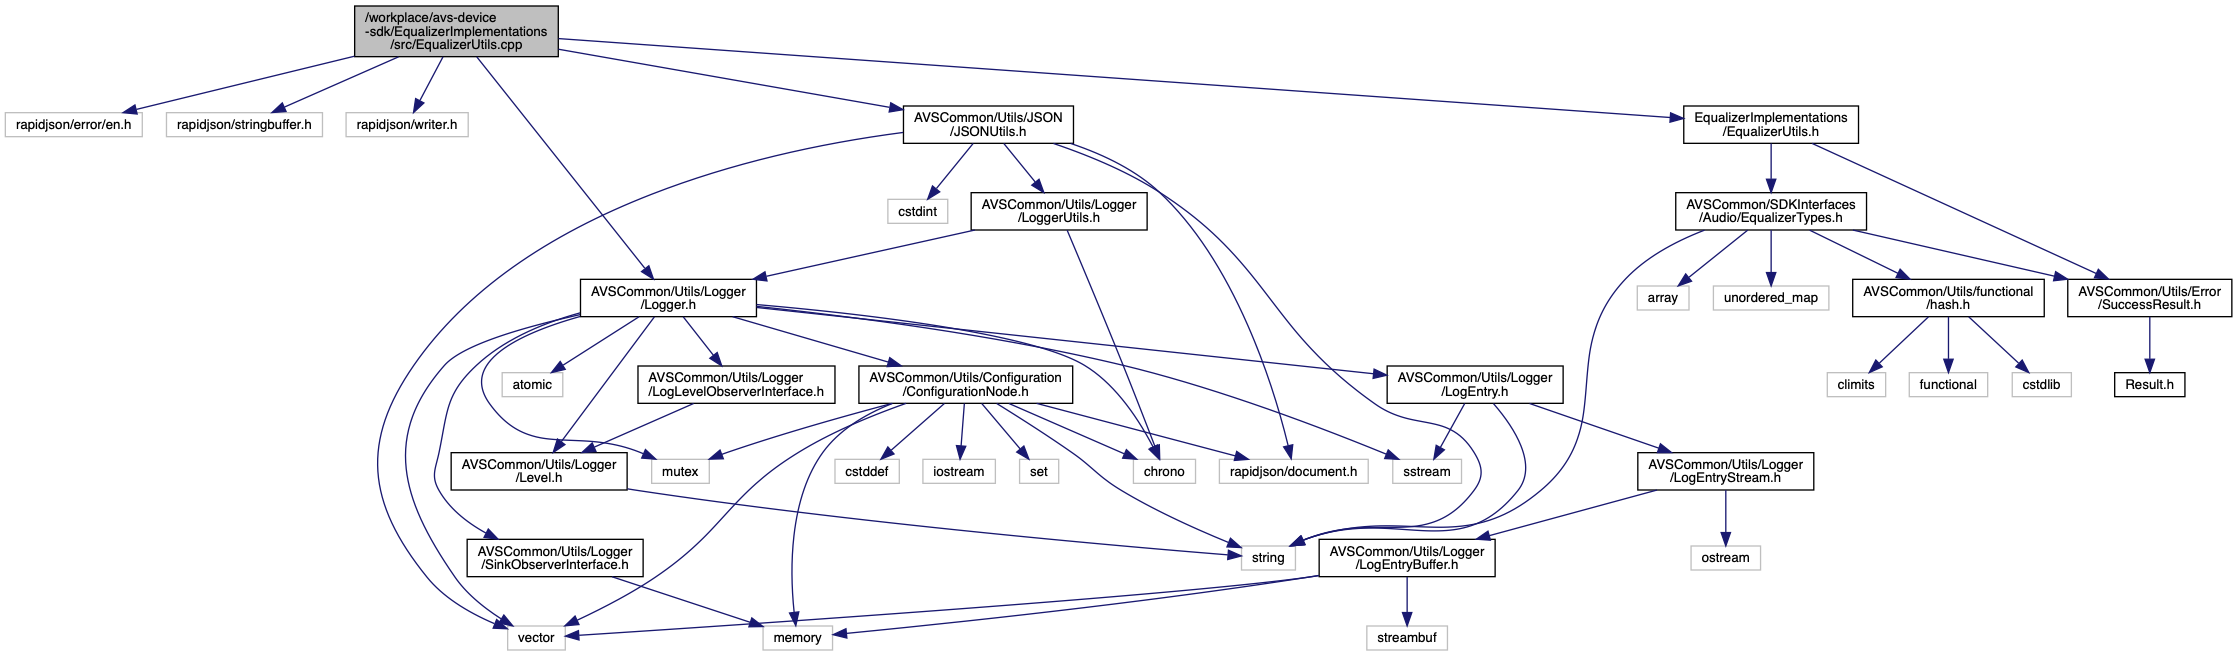 /workplace/avs-device
-sdk/EqualizerImplementations
/src/EqualizerUtils.cpp
rapidjson/error/en.h
rapidjson/stringbuffer.h
rapidjson/writer.h
AVSCommon/Utils/JSON
/JSONUtils.h
EqualizerImplementations
/EqualizerUtils.h
cstdint
AVSCommon/Utils/Logger
/LoggerUtils.h
AVSCommon/SDKInterfaces
/Audio/EqualizerTypes.h
AVSCommon/Utils/Logger
/Logger.h
array
unordered_map
AVSCommon/Utils/functional
/hash.h
AVSCommon/Utils/Error
/SuccessResult.h
atomic
AVSCommon/Utils/Logger
/LogLevelObserverInterface.h
AVSCommon/Utils/Configuration
/ConfigurationNode.h
AVSCommon/Utils/Logger
/LogEntry.h
climits
functional
cstdlib
Result.h
AVSCommon/Utils/Logger
/Level.h
mutex
cstddef
iostream
set
chrono
rapidjson/document.h
sstream
AVSCommon/Utils/Logger
/LogEntryStream.h
AVSCommon/Utils/Logger
/SinkObserverInterface.h
string
AVSCommon/Utils/Logger
/LogEntryBuffer.h
ostream
vector
memory
streambuf